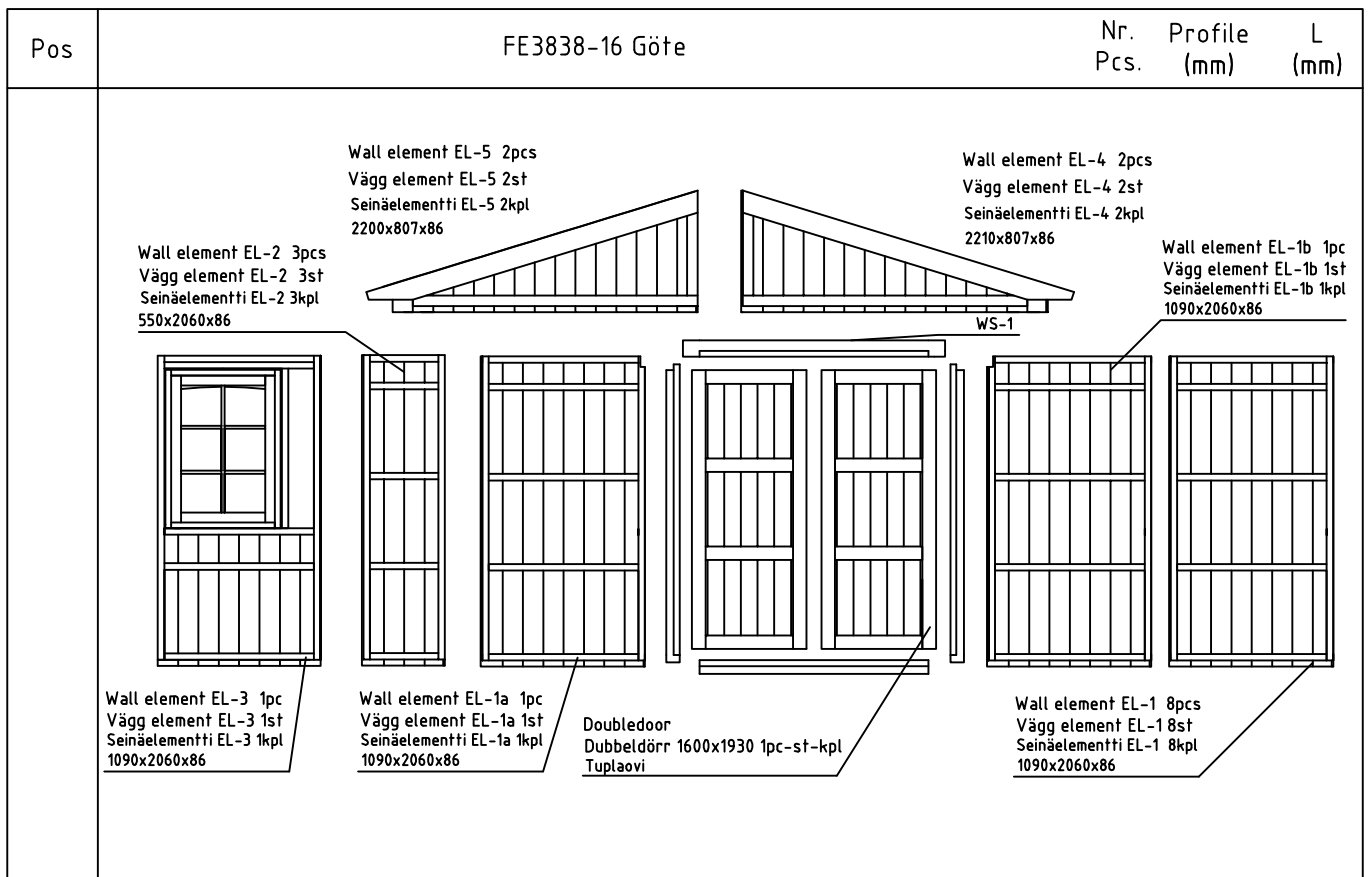 Pos
FE3838-16 Göte
Nr. Profile L
Pcs. (mm) (mm)
Wall element EL-5 2pcs
Vägg element EL-5 2st
Seinäelementti EL-5 2kpl
2200x807x86
Wall element EL-4 2pcs
Vägg element EL-4 2st
Seinäelementti EL-4 2kpl
2210x807x86
Wall element EL-2 3pcs
Vägg element EL-2 3st
Seinäelementti EL-2 3kpl
550x2060x86
Wall element EL-1b 1pc
Vägg element EL-1b 1st
Seinäelementti EL-1b 1kpl
1090x2060x86
WS-1
Wall element EL-3 1pc
Vägg element EL-3 1st
Seinäelementti EL-3 1kpl
1090x2060x86
Wall element EL-1a 1pc
Vägg element EL-1a 1st
Seinäelementti EL-1a 1kpl
1090x2060x86
Doubledoor
Dubbeldörr 1600x1930 1pc-st-kpl
Tuplaovi
Wall element EL-1 8pcs
Vägg element EL-1 8st
Seinäelementti EL-1 8kpl
1090x2060x86